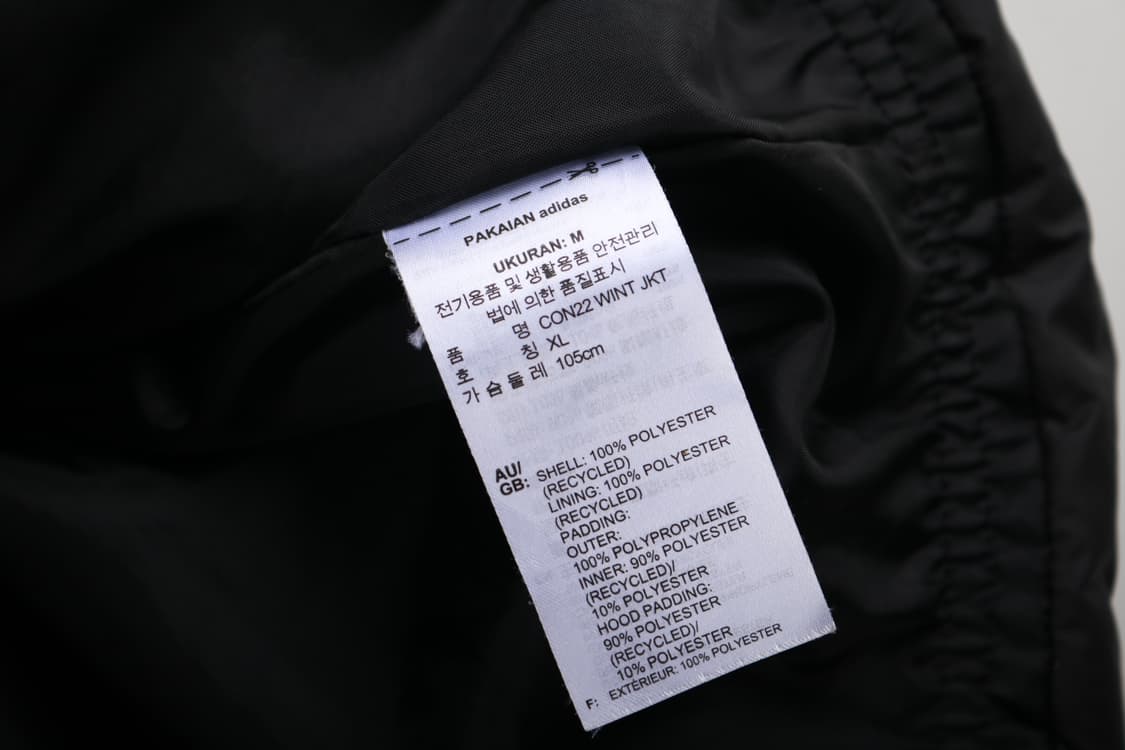 PAKAIAN adidas
UKURAN: M
전기용품 및 생활용품 안전관리
법에 의한 품질표시
품 명 CON22 WINT JKT
호 칭 XL
가 슴 둘 레 105cm
AU/
GB: SHELL: 100% POLYESTER
(RECYCLED)
LINING: 100% POLYESTER
(RECYCLED)
PADDING:
OUTER:
100% POLYPROPYLENE
INNER: 90% POLYESTER
(RECYCLED)/
10% POLYESTER
HOOD PADDING:
90% POLYESTER
(RECYCLED)/
10% POLYESTER
F: EXTÉRIEUR: 100% POLYESTER